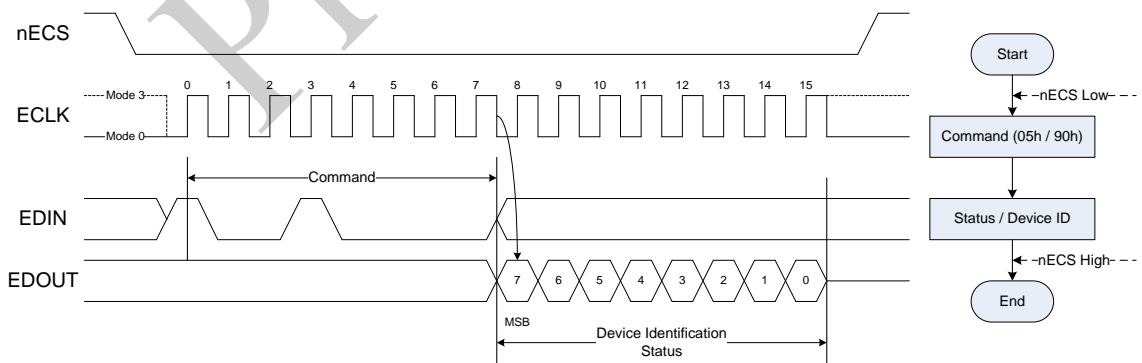 nECS
0 1 2 3 4 5 6 7 8 9 10 11 12 13 14 15
Mode 3
ECLK
Mode 0
Command
EDIN
EDOUT
7 6 5 4 3 2 1 0
MSB
Device Identification
Status
Start
nECS Low
Command (05h / 90h)
Status / Device ID
nECS High
End